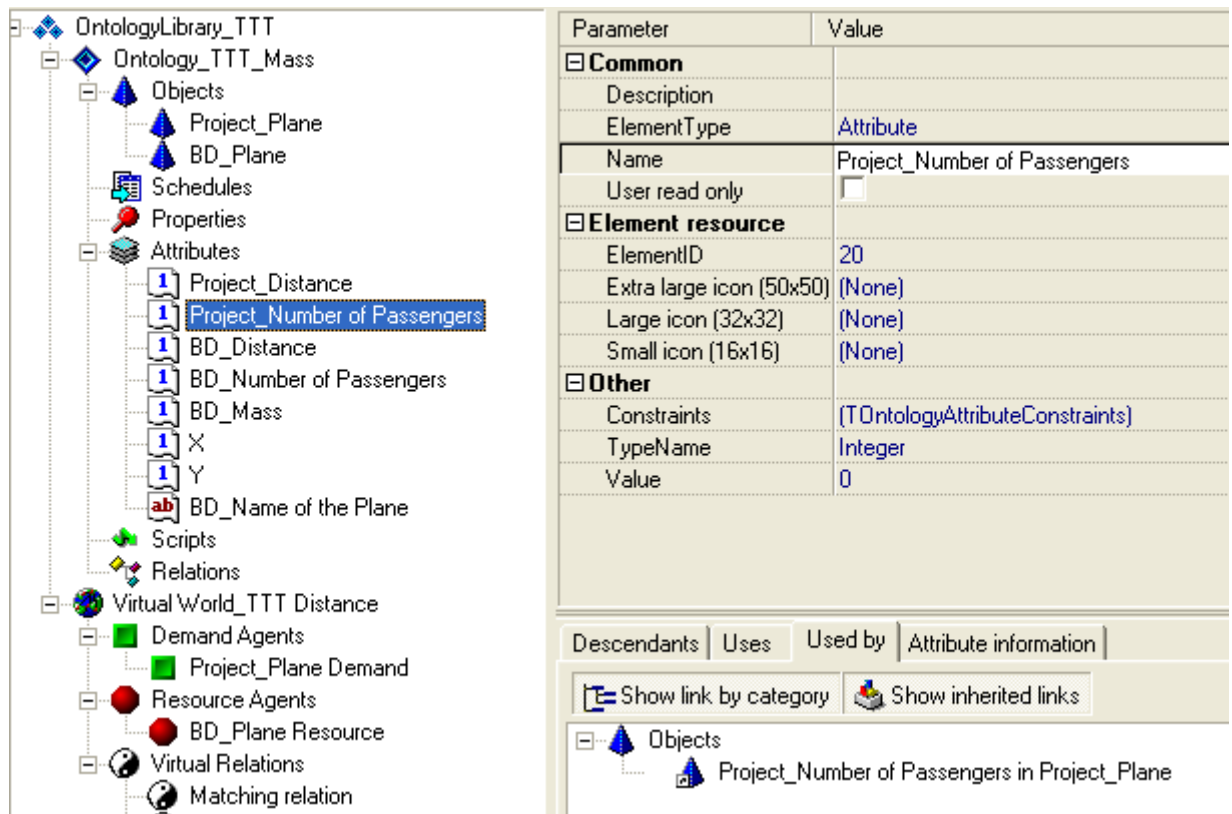 OntologyLibrary_TTT
Ontology_TTT_Mass
Objects
Project_Plane
BD_Plane
Schedules
Properties
Attributes
Project_Distance
Project_Number of Passengers
BD_Distance
BD_Number of Passengers
BD_Mass
X
Y
BD_Name of the Plane
Scripts
Relations
Virtual World_TTT Distance
Demand Agents
Project_Plane Demand
Resource Agents
BD_Plane Resource
Virtual Relations
Matching relation
Parameter Value
Common
Description
ElementType Attribute
Name Project_Number of Passengers
User read only
Element resource
ElementID 20
Extra large icon (50x50) (None)
Large icon (32x32) (None)
Small icon (16x16) (None)
Other
Constraints (TOntologyAttributeConstraints)
TypeName Integer
Value 0
Descendants Uses Used by Attribute information
Show link by category Show inherited links
Objects
Project_Number of Passengers in Project_Plane